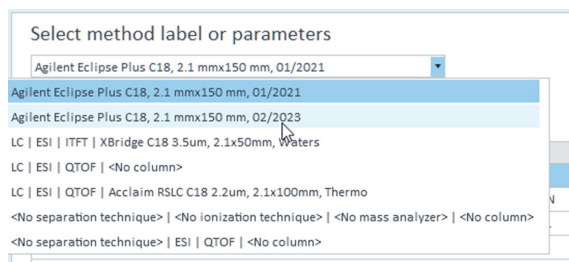 Select method label or parameters
Agilent Eclipse Plus C18, 2.1 mmx150 mm, 01/2021
Agilent Eclipse Plus C18, 2.1 mmx150 mm, 01/2021
Agilent Eclipse Plus C18, 2.1 mmx150 mm, 02/2023
LC | ESI | ITFT | XBridge C18 3.5um, 2.1x50mm, Waters
LC | ESI | QTOF | <No column>
LC | ESI | QTOF | Acclaim RSLC C18 2.2um, 2.1x100mm, Thermo
<No separation technique> | <No ionization technique> | <No mass analyzer> | <No column>
<No separation technique> | ESI | QTOF | <No column>